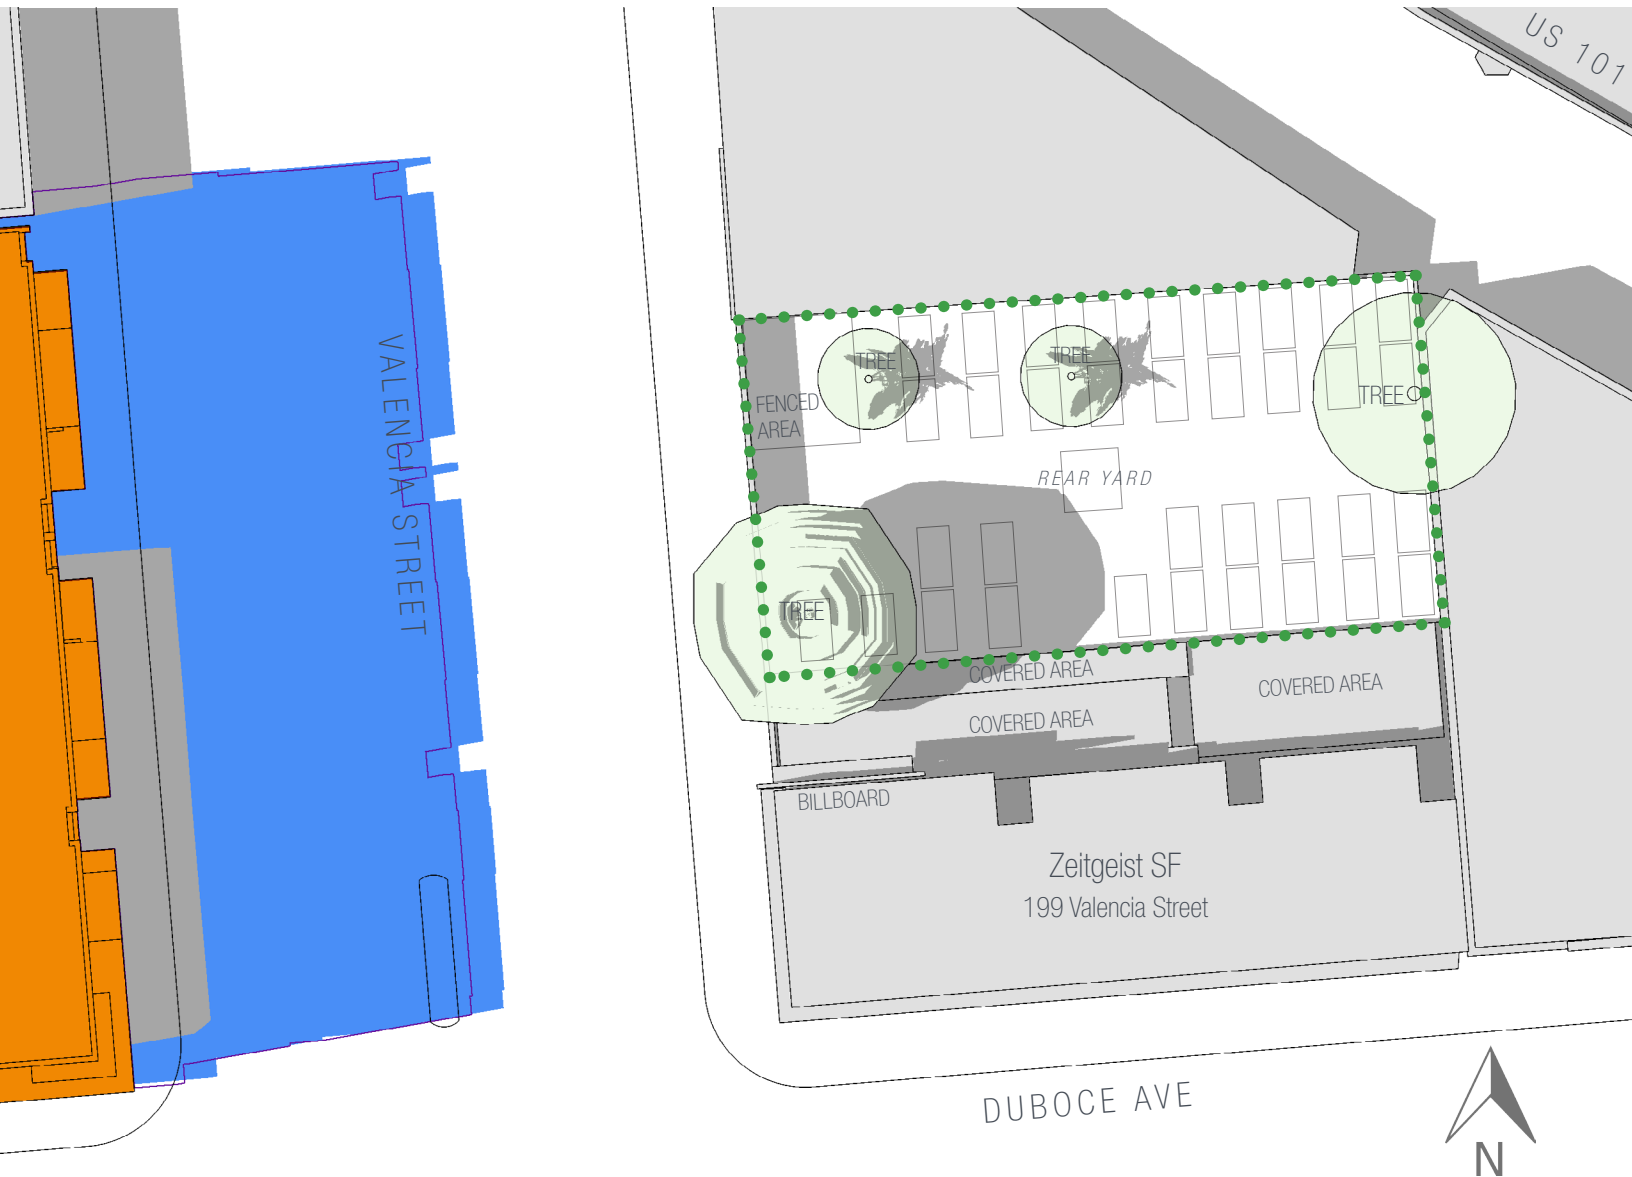 US 101
TREE
TREE
TREE
FENCED
AREA
VALENCIA STREET
REAR YARD
TREE
COVERED AREA
COVERED AREA
COVERED AREA
BILLBOARD
Zeitgeist SF
199 Valencia Street
DUBOCE AVE
N